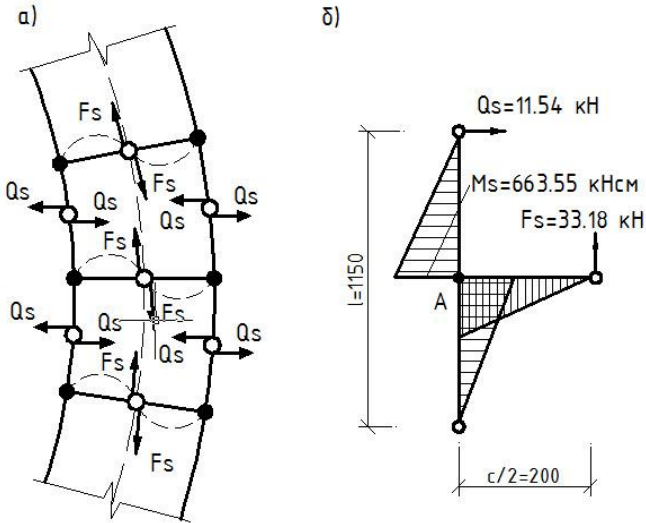 а)
Fs
Fs
Qs
Qs
Qs
Qs
Fs
Qs
Qs
Fs
Qs
Qs
Fs
Fs
б)
Qs=11.54 кН
Ms=663.55 кНсм
Fs=33.18 кН
l=1150
A
c/2=200